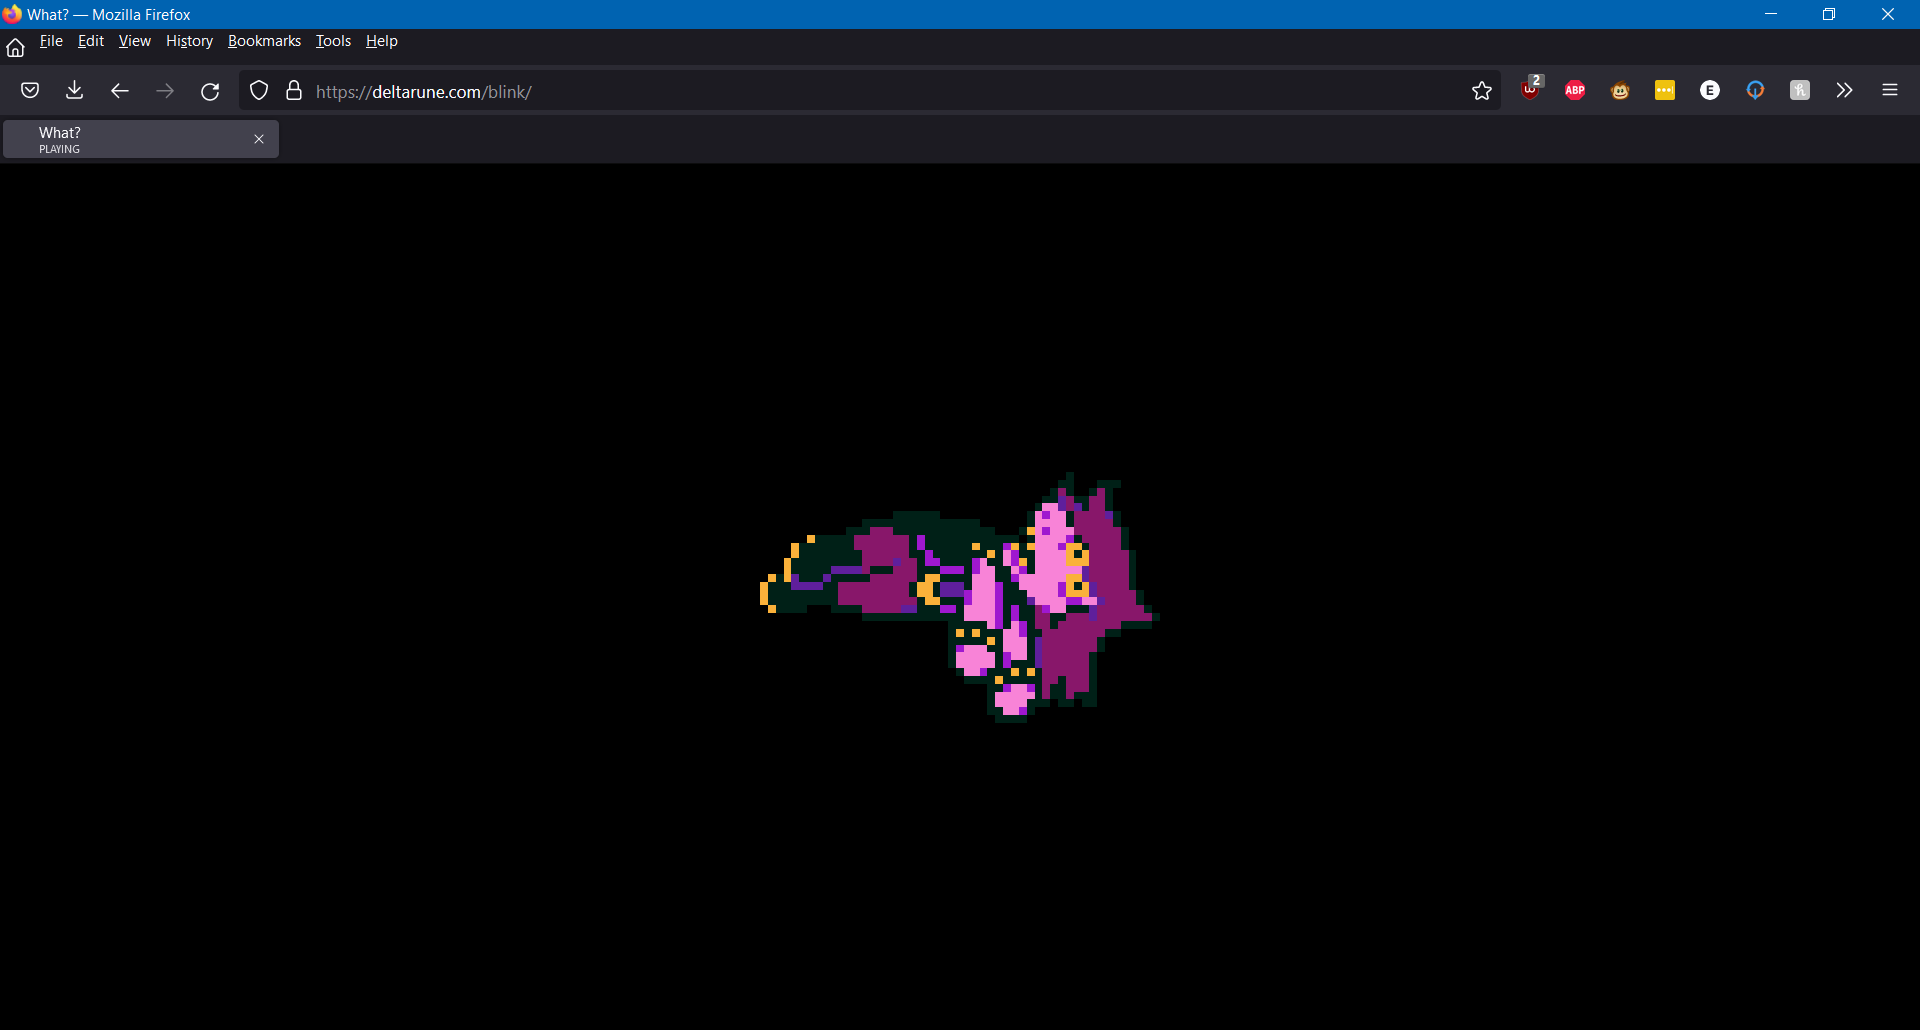 What? — Mozilla Firefox
File Edit View History Bookmarks Tools Help
https://deltarune.com/blink/
2
ABP
E
What?
PLAYING